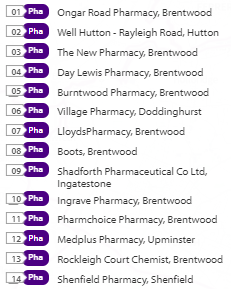 01 Pha Ongar Road Pharmacy, Brentwood
02 Pha Well Hutton - Rayleigh Road, Hutton
03 Pha The New Pharmacy, Brentwood
04 Pha Day Lewis Pharmacy, Brentwood
05 Pha Burntwood Pharmacy, Brentwood
06 Pha Village Pharmacy, Doddinghurst
07 Pha LloydsPharmacy, Brentwood
08 Pha Boots, Brentwood
09 Pha Shadforth Pharmaceutical Co Ltd,
Ingatestone
10 Pha Ingrave Pharmacy, Brentwood
11 Pha Pharmchoice Pharmacy, Brentwood
12 Pha Medplus Pharmacy, Upminster
13 Pha Rockleigh Court Chemist, Brentwood
14 Pha Shenfield Pharmacy, Shenfield